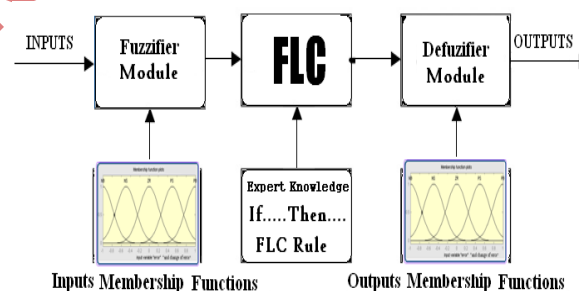 INPUTS
Fuzzifier
Module
FLC
Defuzifier
Module
OUTPUTS
Expert Knowledge
If.....Then....
FLC Rule
Inputs Membership Functions
Outputs Membership Functions